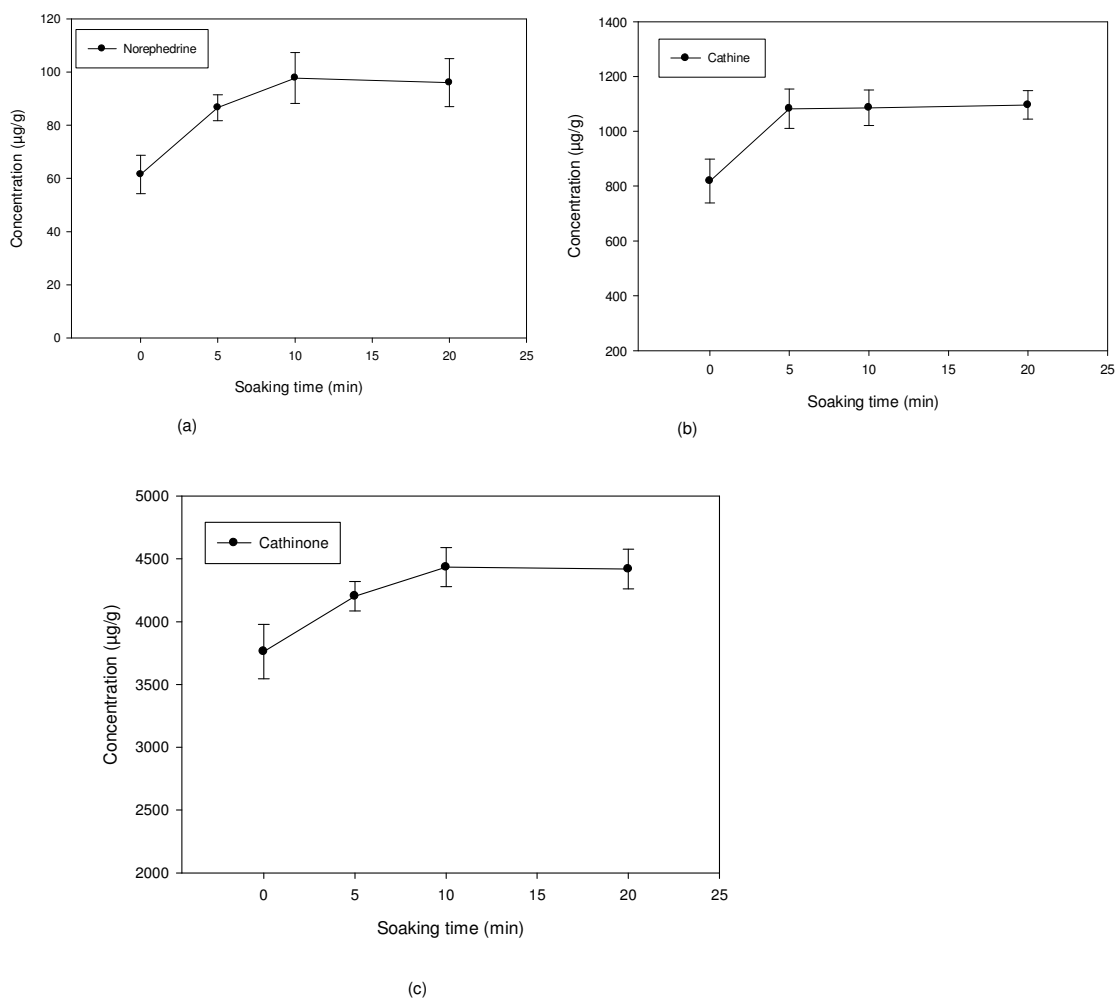 Norephedrine
Concentration (µg/g)
120
100
80
60
40
20
0
0 5 10 15 20 25
Soaking time (min)
(a)
Cathine
Concentration (µg/g)
1400
1200
1000
800
600
400
200
0 5 10 15 20 25
Soaking time (min)
(b)
Cathinone
Concentration (µg/g)
5000
4500
4000
3500
3000
2500
2000
0 5 10 15 20 25
Soaking time (min)
(c)